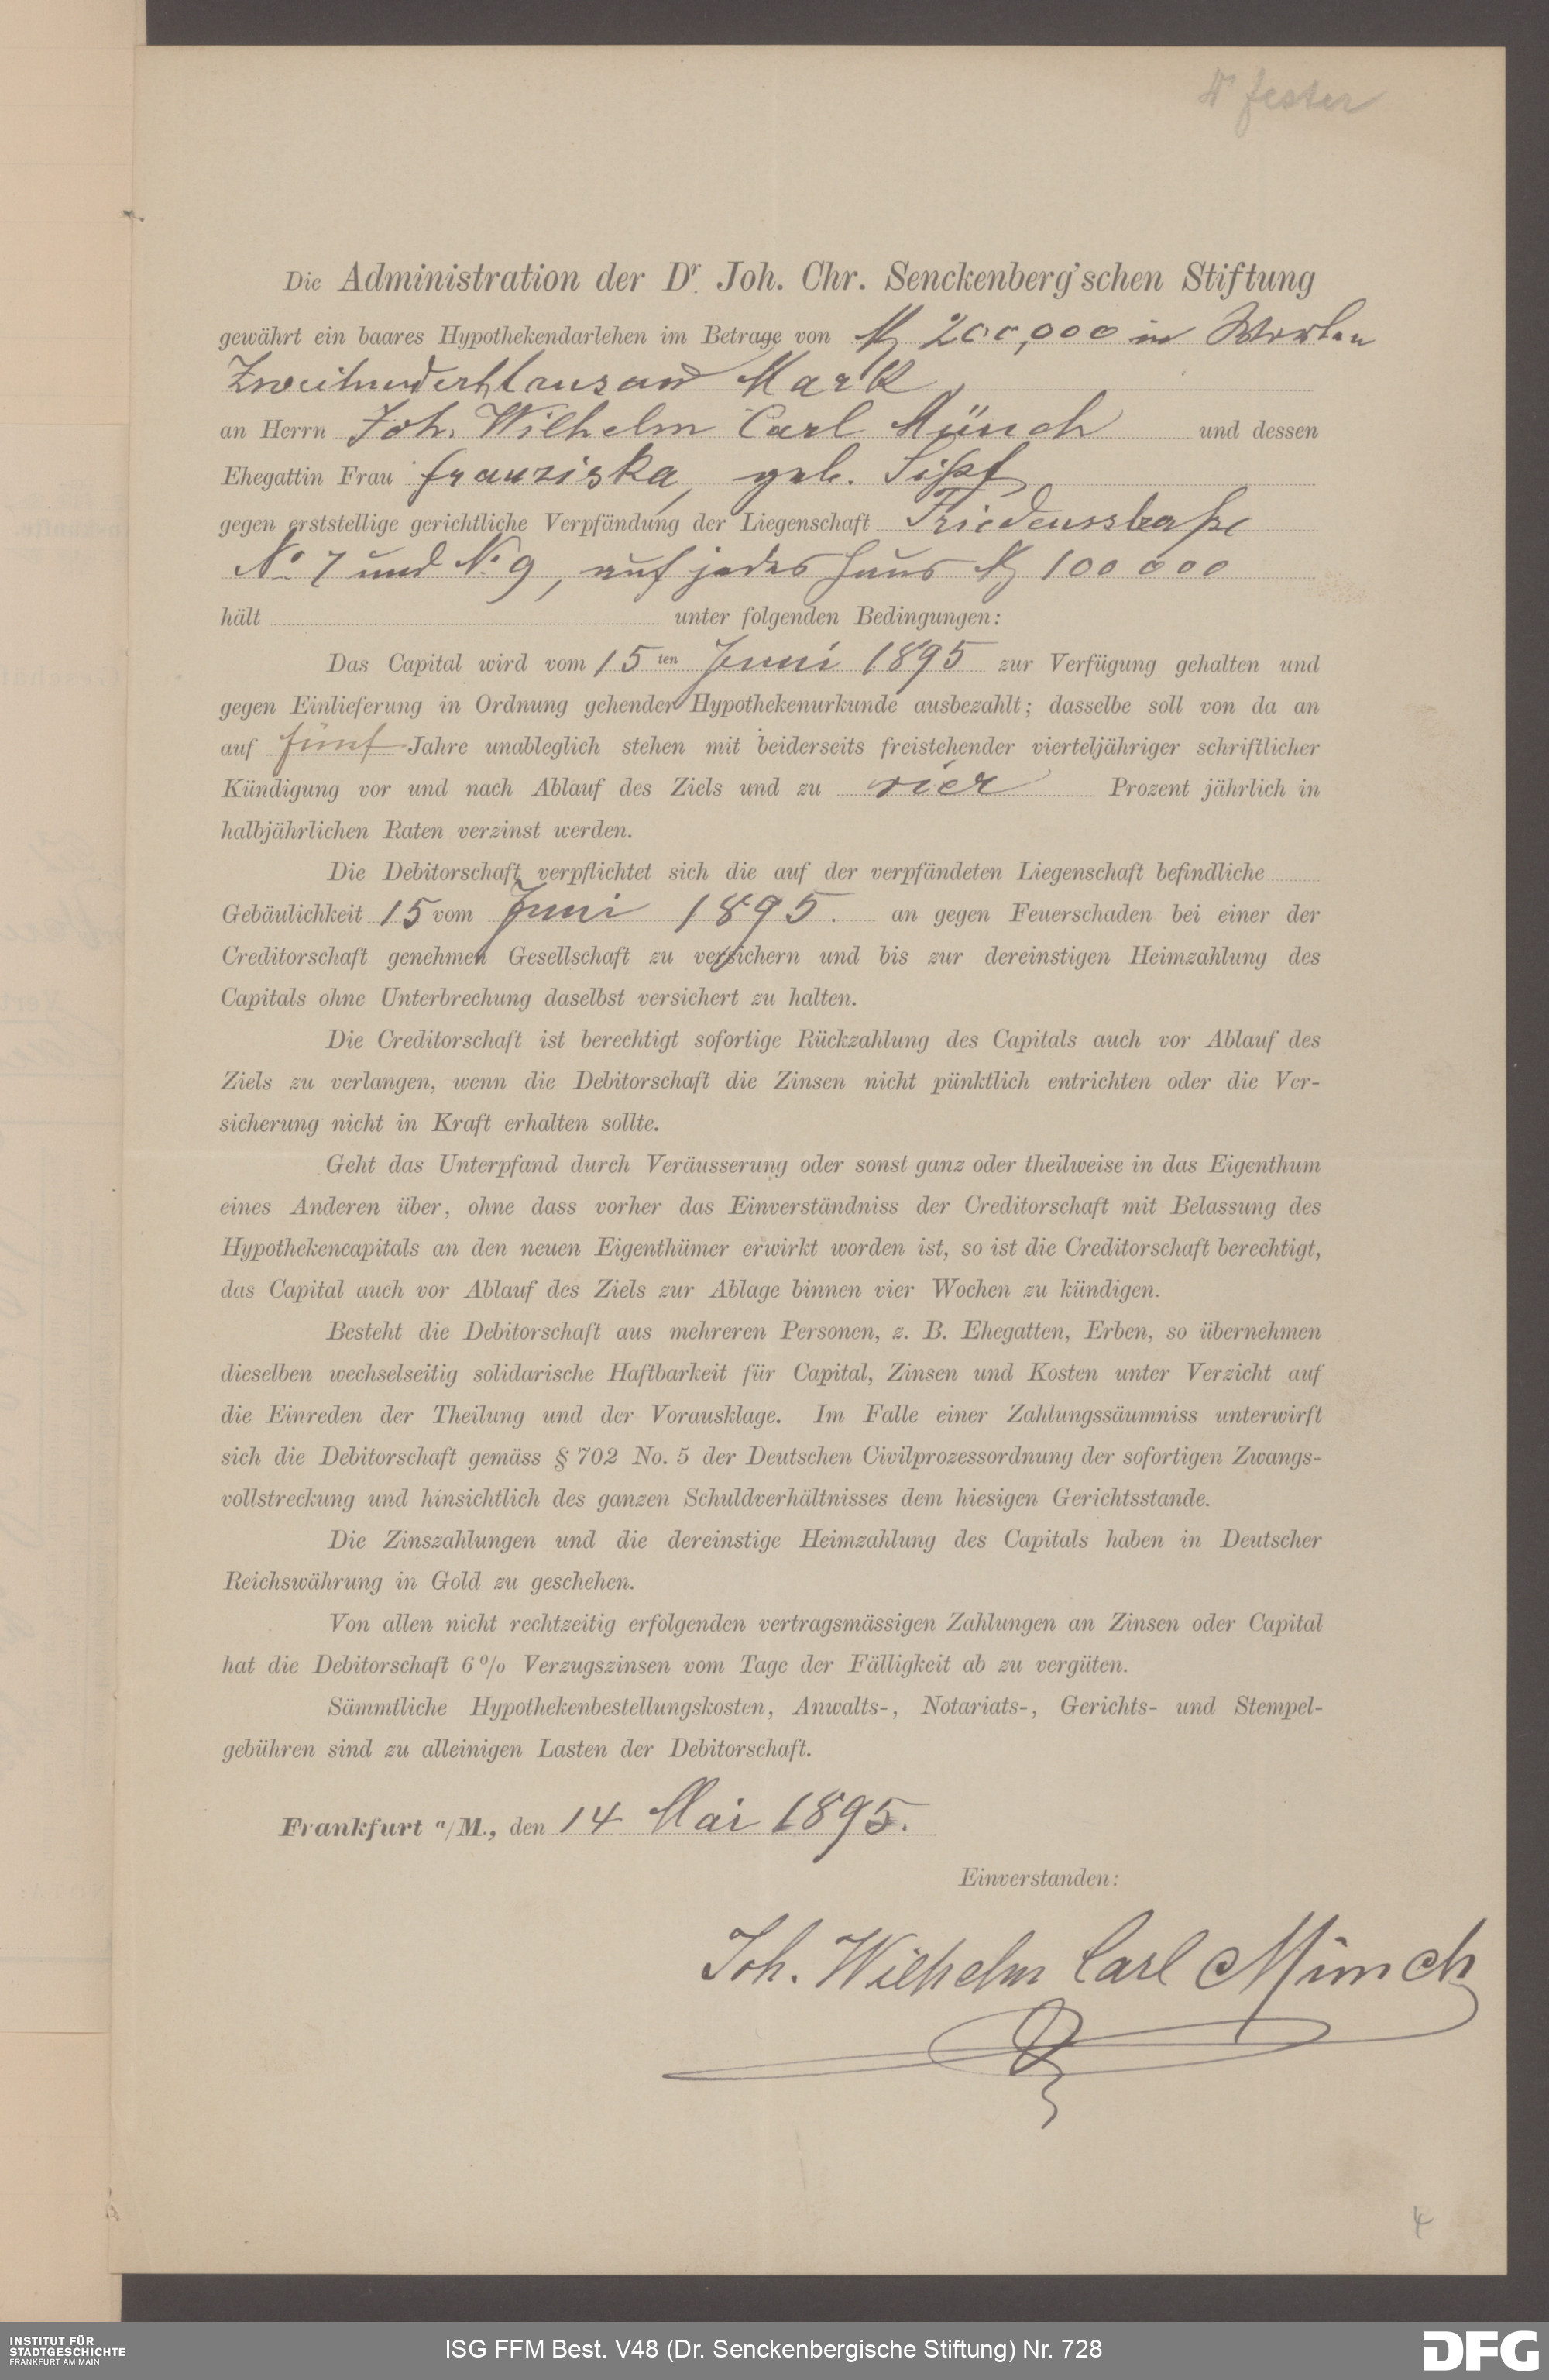 fester
Die Administration der Dr. Joh. Chr. Senckenberg'schen Stiftung
gewährt ein baares Hypothekendarlehen im Betrage von M 200,000 in Worten
Zweihunderttausend Mark,
an Herrn Joh. Wilhelm Carl Münch und dessen
Ehegattin Frau Franziska, geb.
gegen erststellige gerichtliche Verpfändung der Liegenschaft Friedensstraße
No. 7 und No. 9, auf jedes Haus M 100 000
hält unter folgenden Bedingungen:
Das Capital wird vom 15 ten Juni 1895 zur Verfügung gehalten und
gegen Einlieferung in Ordnung gehender Hypothekenurkunde ausbezahlt; dasselbe soll von da an
auf fünf Jahre unableglich stehen mit beiderseits freistehender vierteljähriger schriftlicher
Kündigung vor und nach Ablauf des Ziels und zu vier Prozent jährlich in
halbjährlichen Raten verzinst werden.
Die Debitorschaft verpflichtet sich die auf der verpfändeten Liegenschaft befindliche
Gebäulichkeit 15 vom Juni 1895. an gegen Feuerschaden bei einer der
Creditorschaft genehmen Gesellschaft zu versichern und bis zur dereinstigen Heimzahlung des
Capitals ohne Unterbrechung daselbst versichert zu halten.
Die Creditorschaft ist berechtigt sofortige Rückzahlung des Capitals auch vor Ablauf des
Ziels zu verlangen, wenn die Debitorschaft die Zinsen nicht pünktlich entrichten oder die Ver-
sicherung nicht in Kraft erhalten sollte.
Geht das Unterpfand durch Veräusserung oder sonst ganz oder theilweise in das Eigenthum
eines Anderen über, ohne dass vorher das Einverständniss der Creditorschaft mit Belassung des
Hypothekencapitals an den neuen Eigenthümer erwirkt worden ist, so ist die Creditorschaft berechtigt,
das Capital auch vor Ablauf des Ziels zur Ablage binnen vier Wochen zu kündigen.
Besteht die Debitorschaft aus mehreren Personen, z. B. Ehegatten, Erben, so übernehmen
dieselben wechselseitig solidarische Haftbarkeit für Capital, Zinsen und Kosten unter Verzicht auf
die Einreden der Theilung und der Vorausklage. Im Falle einer Zahlungssäumniss unterwirft
sich die Debitorschaft gemäss § 702 No. 5 der Deutschen Civilprozessordnung der sofortigen Zwangs-
vollstreckung und hinsichtlich des ganzen Schuldverhältnisses dem hiesigen Gerichtsstande.
Die Zinszahlungen und die dereinstige Heimzahlung des Capitals haben in Deutscher
Reichswährung in Gold zu geschehen.
Von allen nicht rechtzeitig erfolgenden vertragsmässigen Zahlungen an Zinsen oder Capital
hat die Debitorschaft 6% Verzugszinsen vom Tage der Fälligkeit ab zu vergüten.
Sämmtliche Hypothekenbestellungskosten, Anwalts-, Notariats-, Gerichts- und Stempel-
gebühren sind zu alleinigen Lasten der Debitorschaft.
Frankfurt a/M., den 14 Mai 1895.
Einverstanden:
Joh. Wilhelm Carl Münch
4
INSTITUT FÜR
STADTGESCHICHTE
FRANKFURT AM MAIN
ISG FFM Best. V48 (Dr. Senckenbergische Stiftung) Nr. 728
DFG